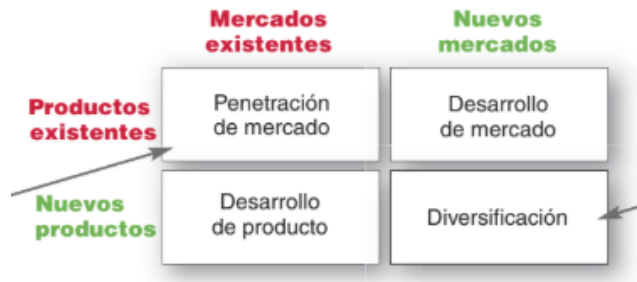 Mercados
existentes
Nuevos
mercados
Productos
existentes
Penetración
de mercado
Desarrollo
de mercado
Nuevos
productos
Desarrollo
de producto
Diversificación